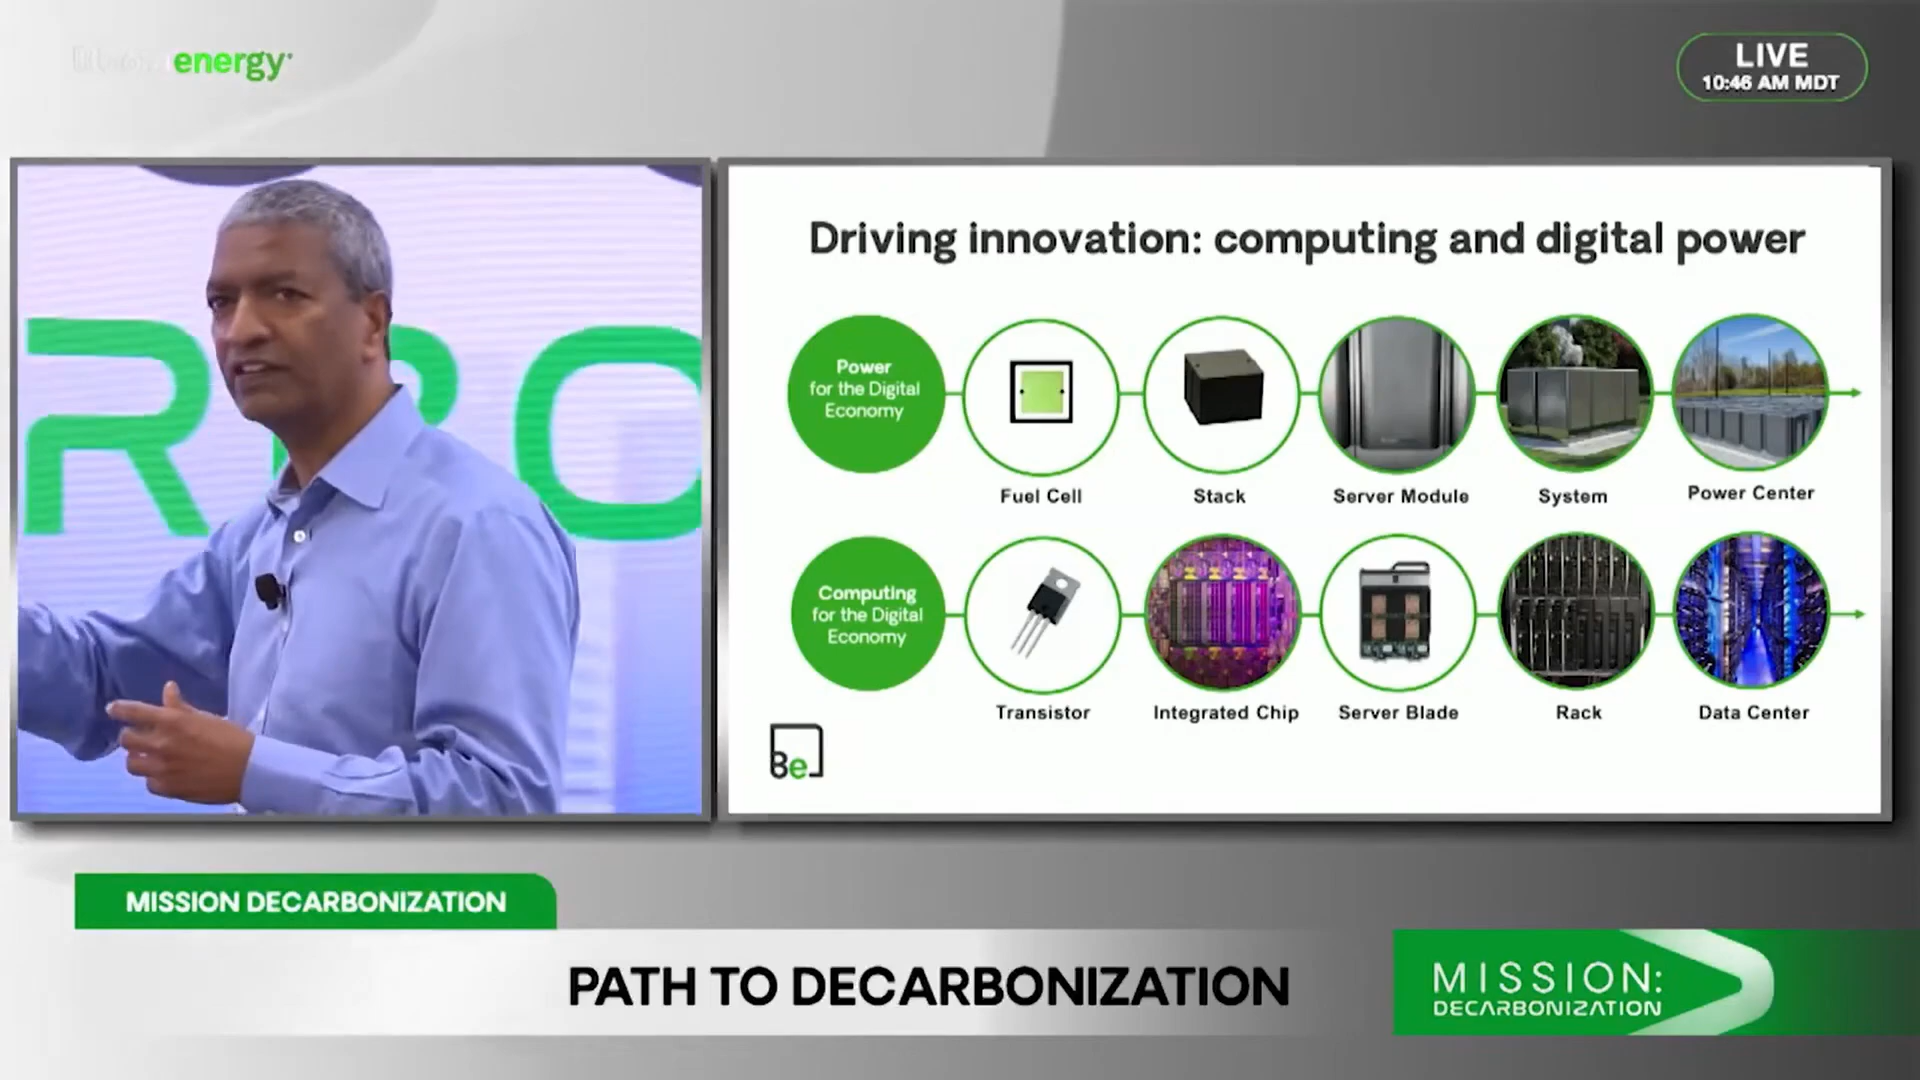 energy
LIVE
10:46 AM MDT
Driving innovation: computing and digital power
Power
for the Digital
Economy
Fuel Cell
Stack
Server Module
System
Power Center
Computing
for the Digital
Economy
Transistor
Integrated Chip
Server Blade
Rack
Data Center
Be
MISSION DECARBONIZATION
PATH TO DECARBONIZATION
MISSION:
DECARBONIZATION